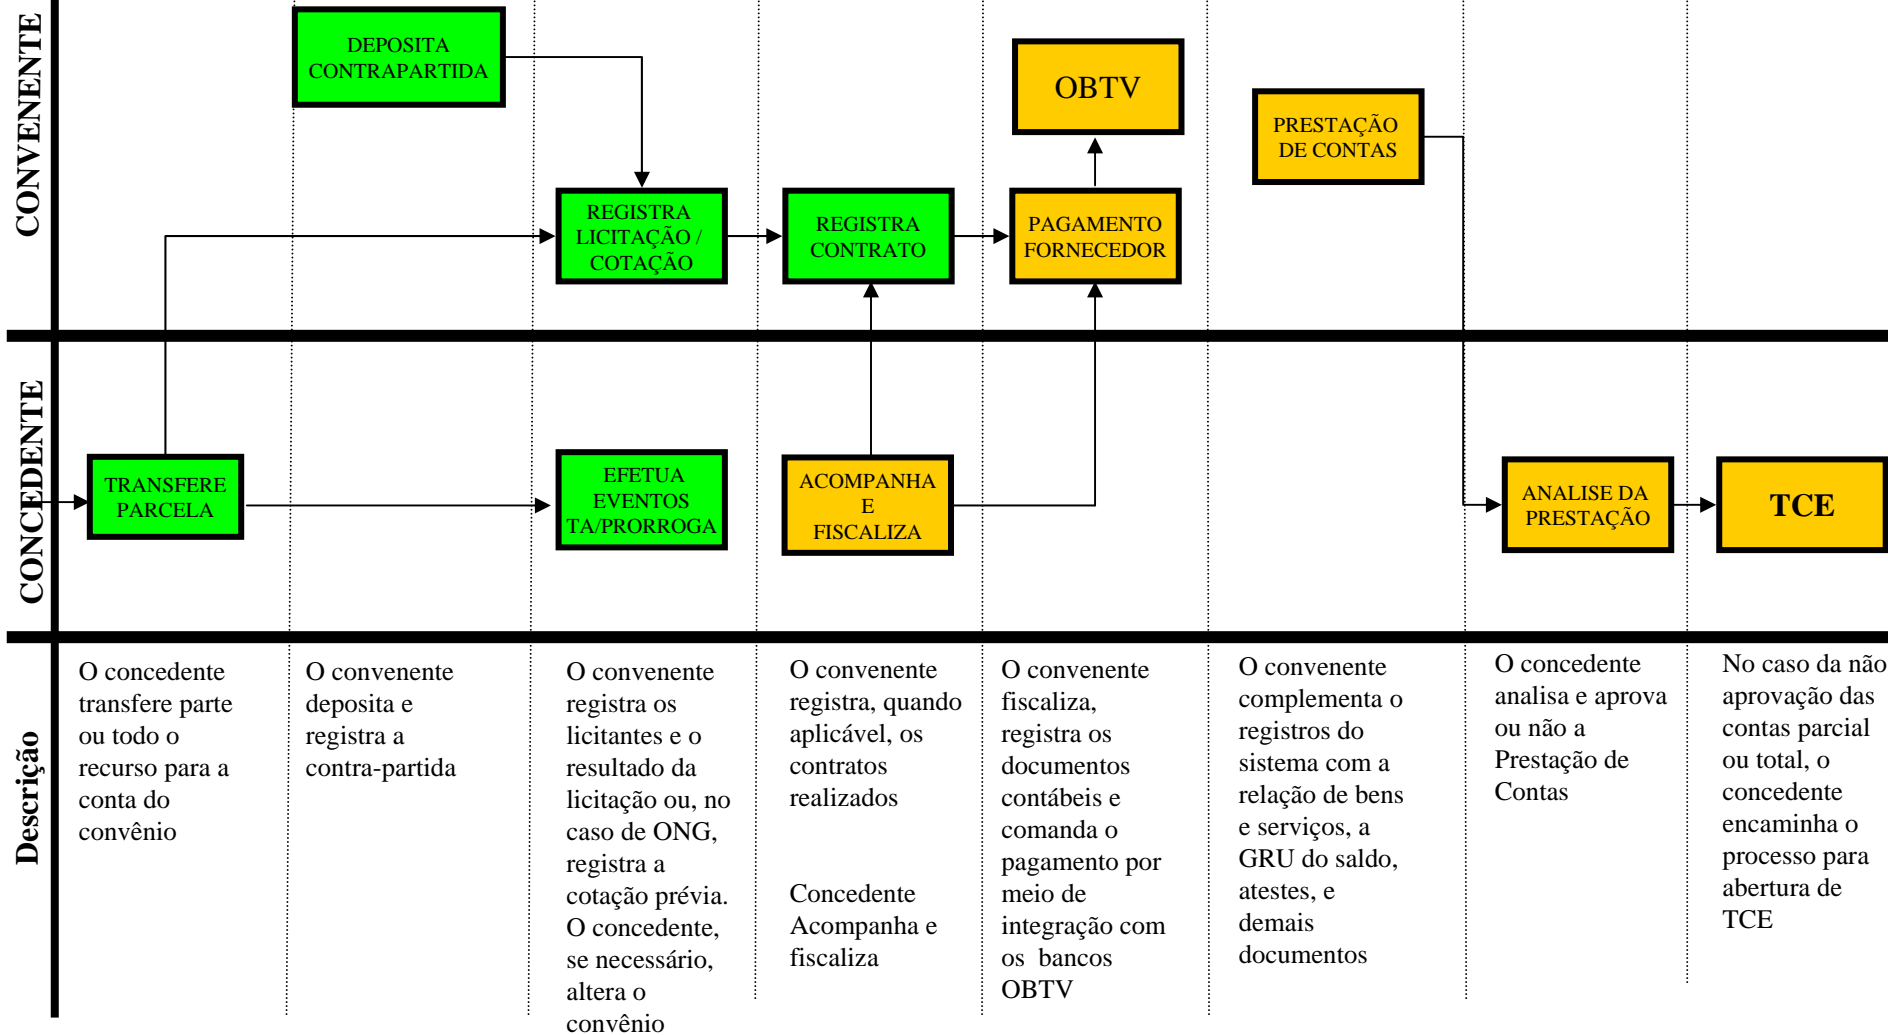 CONVENENTE
DEPOSITA
CONTRAPARTIDA
OBTV
PRESTAÇÃO
DE CONTAS
REGISTRA
LICITAÇÃO /
COTAÇÃO
REGISTRA
CONTRATO
PAGAMENTO
FORNECEDOR
CONCEDENTE
TRANSFERE
PARCELA
EFETUA
EVENTOS
TA/PRORROGA
ACOMPANHA
E
FISCALIZA
ANALISE DA
PRESTAÇÃO
TCE
Descrição
O concedente
transfere parte
ou todo o
recurso para a
conta do
convênio
O convenente
deposita e
registra a
contra-partida
O convenente
registra os
licitantes e o
resultado da
licitação ou, no
caso de ONG,
registra a
cotação prévia.
O concedente,
se necessário,
altera o
convênio
O convenente
registra, quando
aplicável, os
contratos
realizados
Concedente
Acompanha e
fiscaliza
O convenente
fiscaliza,
registra os
documentos
contábeis e
comanda o
pagamento por
meio de
integração com
os bancos
OBTV
O convenente
complementa o
registros do
sistema com a
relação de bens
e serviços, a
GRU do saldo,
atestes, e
demais
documentos
O concedente
analisa e aprova
ou não a
Prestação de
Contas
No caso da não
aprovação das
contas parcial
ou total, o
concedente
encaminha o
processo para
abertura de
TCE